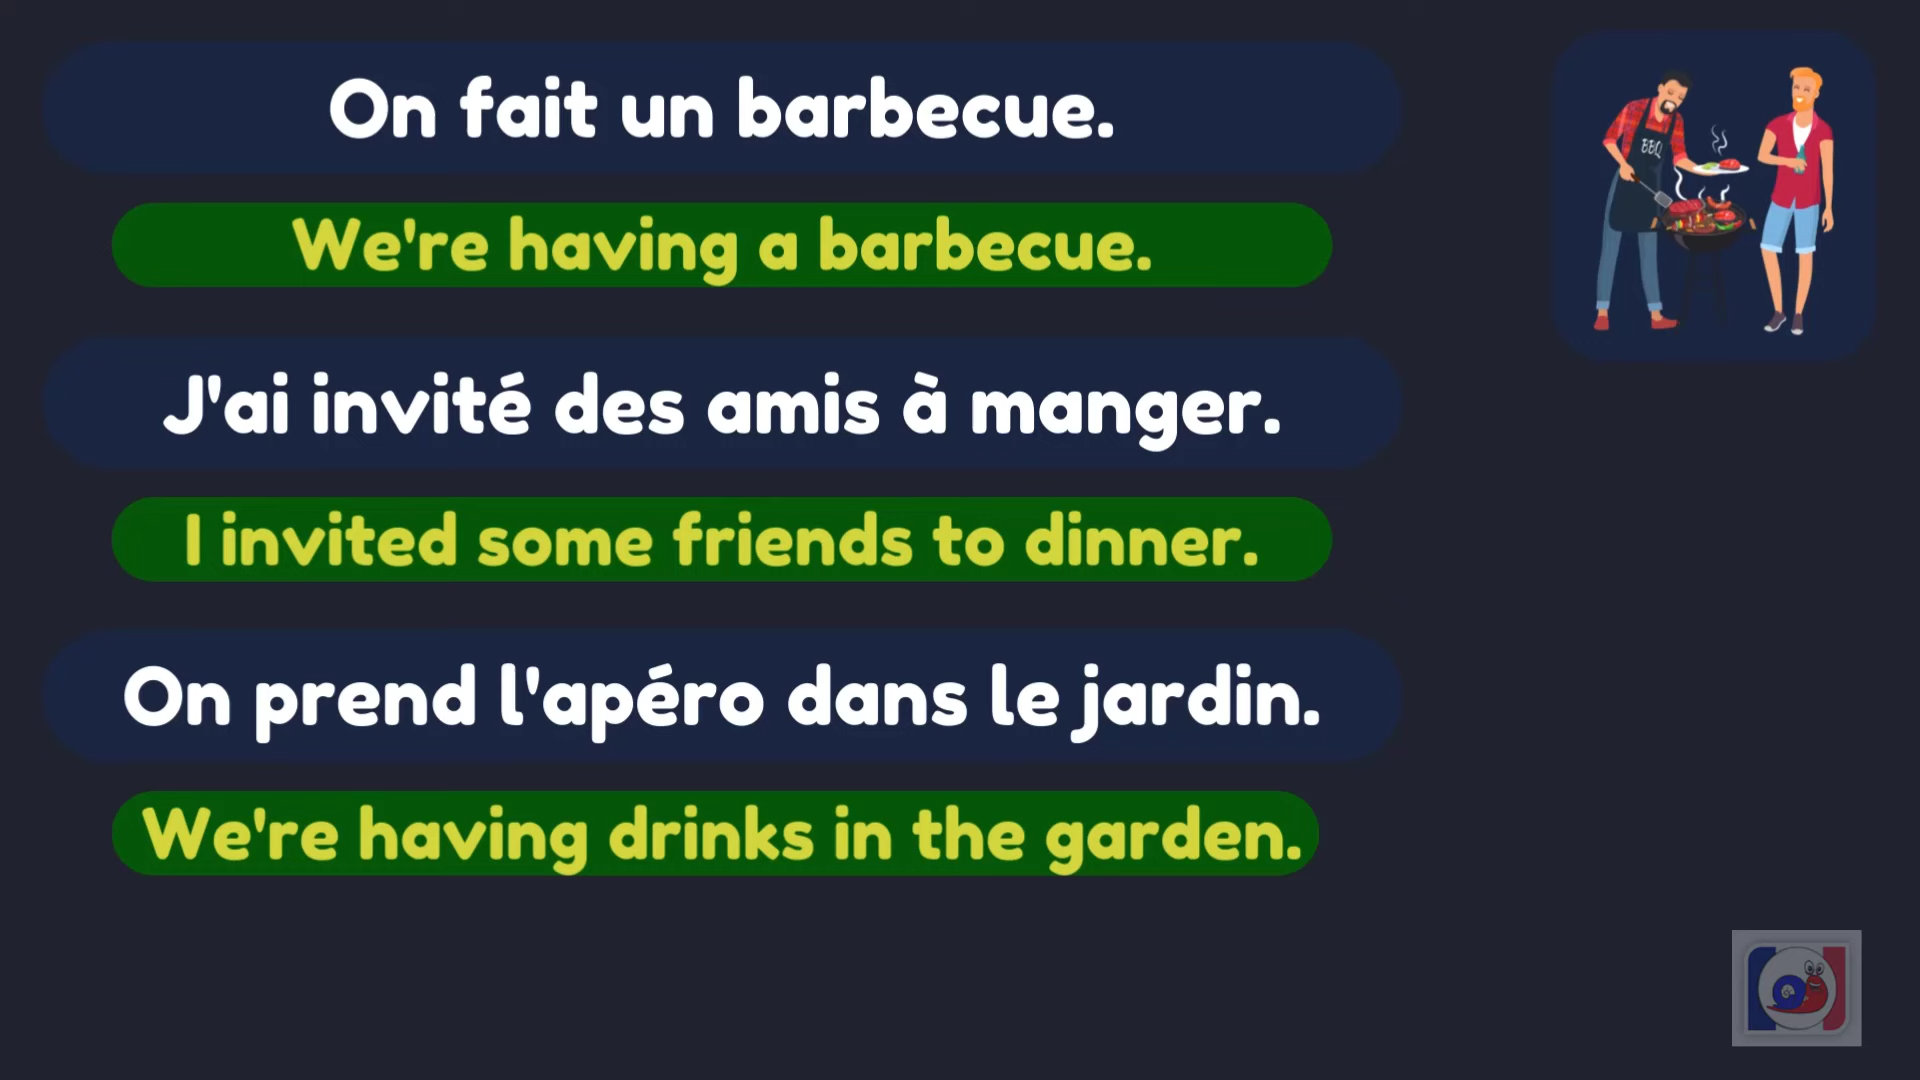 On fait un barbecue.
BBQ
We're having a barbecue.
J'ai invité des amis à manger.
I invited some friends to dinner.
On prend l'apéro dans le jardin.
We're having drinks in the garden.